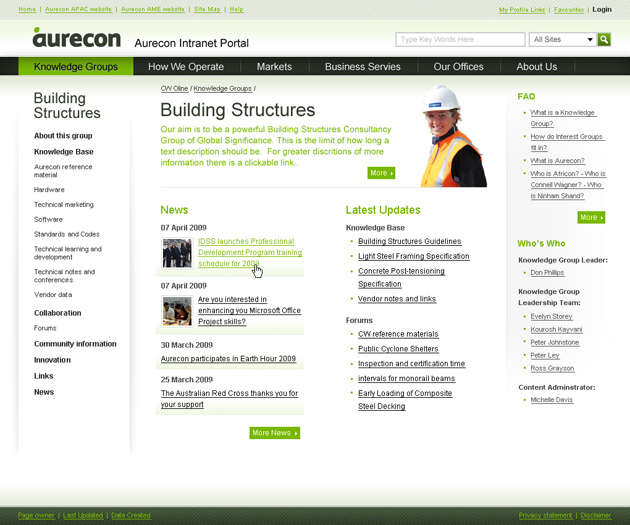 Home | Aurecon APAC website | Aurecon AME website | Site Map | Help
My Profile Links | Favourites | Login
aurecon
Aurecon Intranet Portal
Type Key Words Here...
All Sites
Knowledge Groups
How We Operate
Markets
Business Servies
Our Offices
About Us
Building
Structures
About this group
Knowledge Base
Aurecon reference
material
Hardware
Technical marketing
Software
Standards and Codes
Technical learning and
development
Technical notes and
conferences
Vendor data
Collaboration
Forums
Community information
Innovation
Links
News
CW Oline / Knowledge Groups /
Building Structures
Our aim is to be a powerful Building Structures Consultancy
Group of Global Significance. This is the limit of how long a
text description should be. For greater discritions of more
information there is a clickable link..
More
News
07 April 2009
IDSS launches Professional
Development Program training
schedule for 2009
07 April 2009
Are you interested in
enhancing you Microsoft Office
Project skills?
30 March 2009
Aurecon participates in Earth Hour 2009
25 March 2009
The Australian Red Cross thanks you for
your support
More News
Latest Updates
Knowledge Base
Building Structures Guidelines
Light Steel Framing Specification
Concrete Post-tensioning
Specification
Vendor notes and links
Forums
CW reference materials
Public Cyclone Shelters
Inspection and certification time
intervals for monorail beams
Early Loading of Composite
Steel Decking
FAQ
What is a Knowledge
Group?
How do Interest Groups
fit in?
What is Aurecon?
Who is Africon? - Who is
Connell Wagner? - Who
is Ninham Shand?
More
Who's Who
Knowledge Group Leader:
Don Phillips
Knowledge Group
Leadership Team:
Evelyn Storey
Kourosh Kayvani
Peter Johnstone
Peter Ley
Ross Grayson
Content Adminstrator:
Michelle Davis
Page owner | Last Updated | Data Created
Privacy statement | Disclaimer